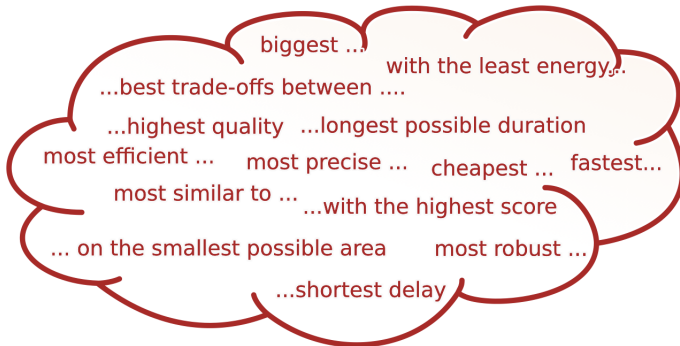 biggest ...
with the least energy...
...best trade-offs between ....
...highest quality
...longest possible duration
most efficient ...
most precise ...
cheapest ...
fastest...
most similar to ...
...with the highest score
... on the smallest possible area
most robust ...
...shortest delay